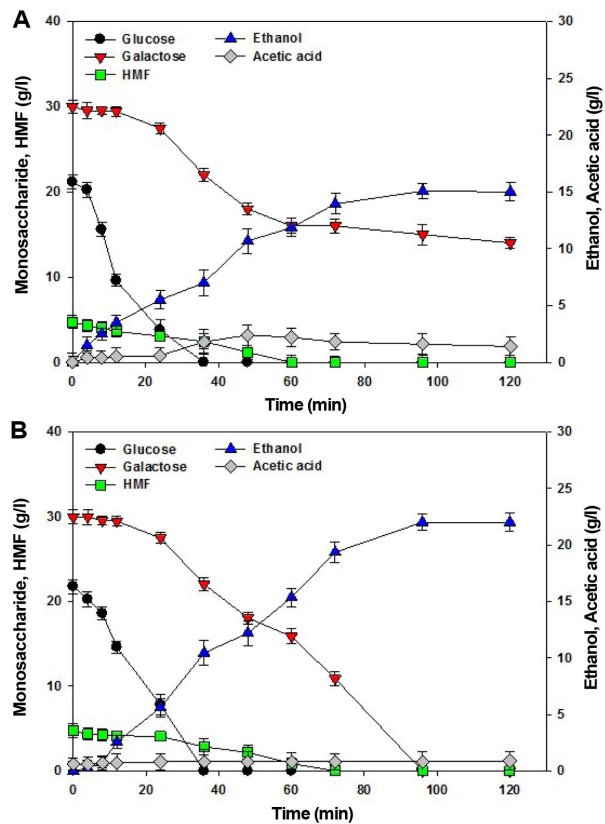 A
40
30
20
10
0
Monosaccharide, HMF (g/l)
Glucose
Galactose
HMF
Ethanol
Acetic acid
30
25
20
15
10
5
0
Ethanol, Acetic acid (g/l)
0 20 40 60 80 100 120
Time (min)
B
40
30
20
10
0
Monosaccharide, HMF (g/l)
Glucose
Galactose
HMF
Ethanol
Acetic acid
30
25
20
15
10
5
0
Ethanol, Acetic acid (g/l)
0 20 40 60 80 100 120
Time (min)